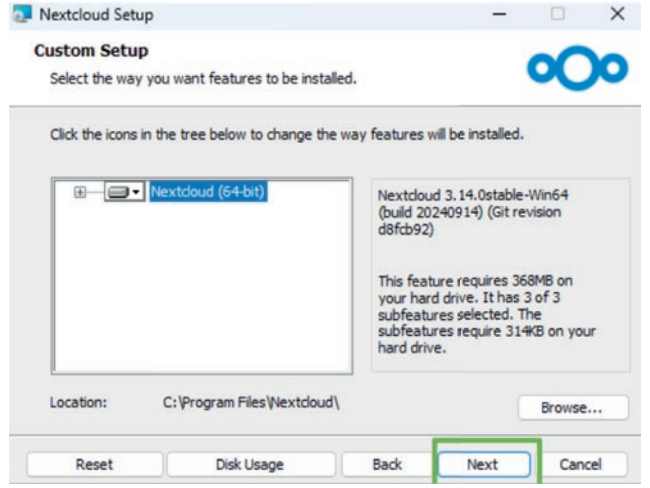 Nextcloud Setup
Custom Setup
Select the way you want features to be installed.
Click the icons in the tree below to change the way features will be installed.
Nextcloud (64-bit)
Nextcloud 3.14.0stable-Win64
(build 20240914) (Git revision
d8fcb92)
This feature requires 368MB on
your hard drive. It has 3 of 3
subfeatures selected. The
subfeatures require 314KB on your
hard drive.
Location: C:\Program Files\Nextcloud\
Browse...
Reset Disk Usage Back Next Cancel